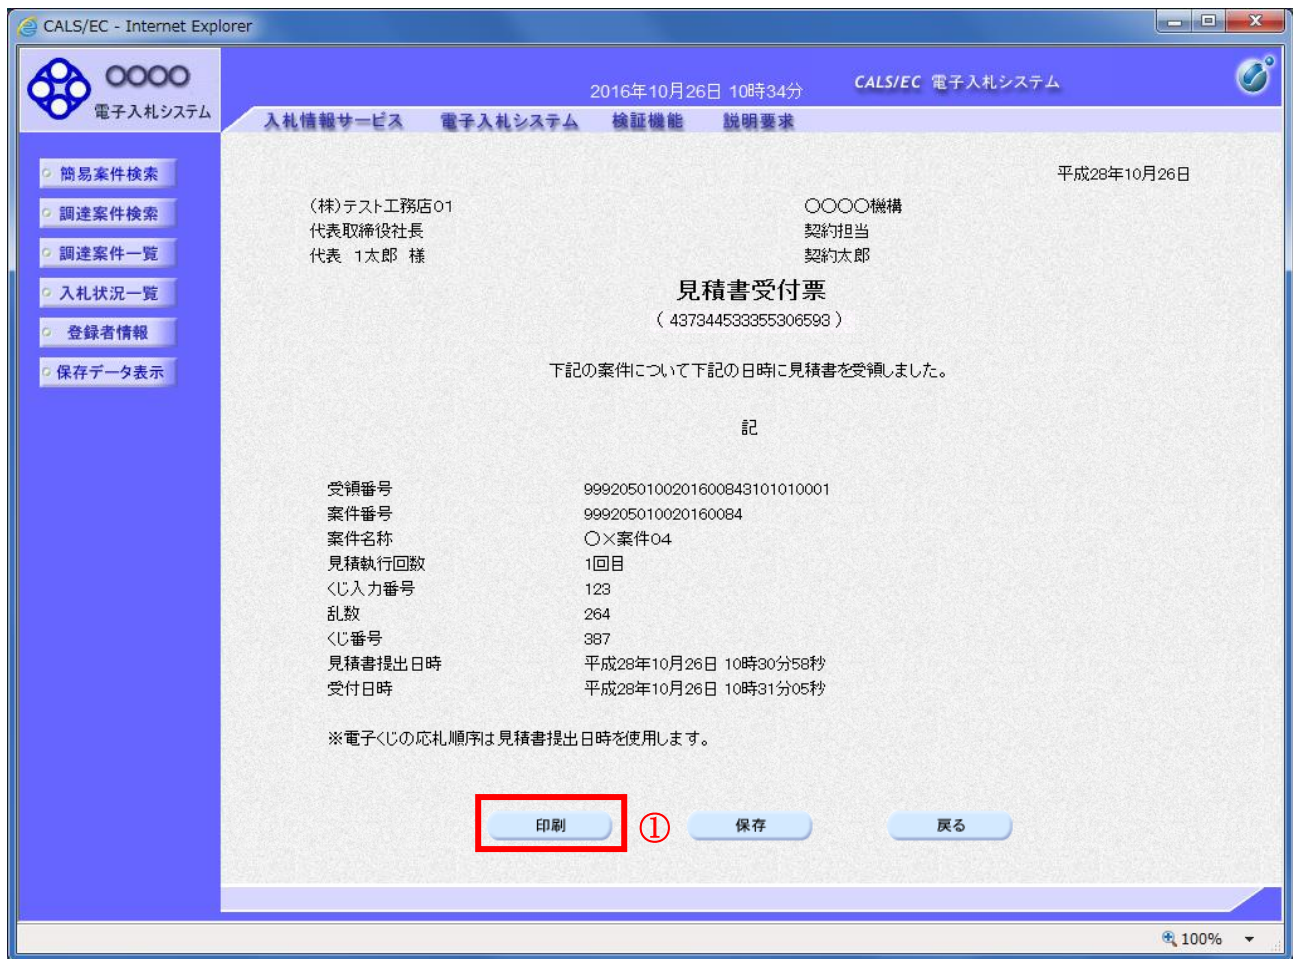 CALS/EC - Internet Explorer
〇〇〇〇
電子入札システム
2016年10月26日 10時34分
CALS/EC 電子入札システム
入札情報サービス 電子入札システム 検証機能 説明要求
簡易案件検索
調達案件検索
調達案件一覧
入札状況一覧
登録者情報
保存データ表示
平成28年10月26日
(株)テスト工務店01
代表取締役社長
代表 1太郎 様
〇〇〇〇機構
契約担当
契約太郎
見積書受付票
( 437344533355306593 )
下記の案件について下記の日時に見積書を受領しました。
記
受領番号 99920501002016008431010​10001
案件番号 999205010020160084
案件名称 〇×案件04
見積執行回数 1回目
くじ入力番号 123
乱数 264
くじ番号 387
見積書提出日時 平成28年10月26日 10時30分58秒
受付日時 平成28年10月26日 10時31分05秒
※電子くじの応札順序は見積書提出日時を使用します。
印刷 ① 保存 戻る
100%